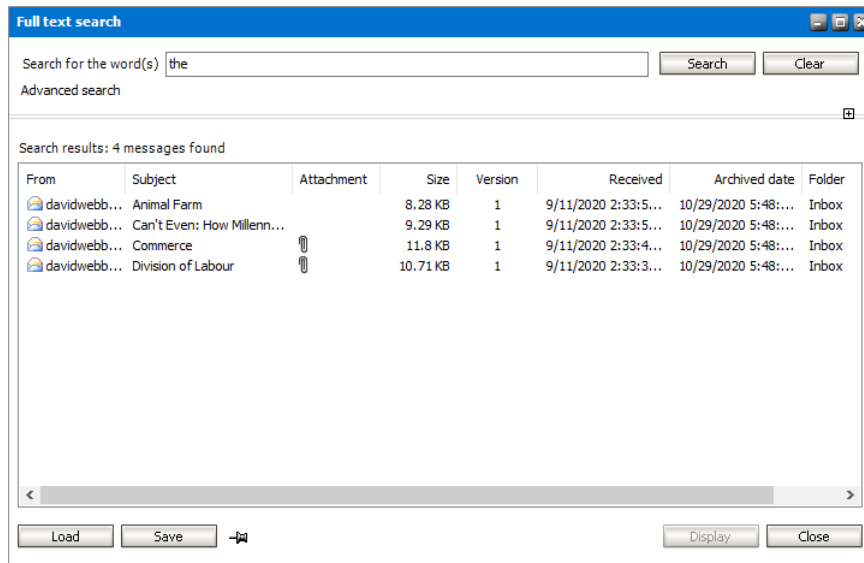 Full text search
Search for the word(s) the Search Clear
Advanced search
Search results: 4 messages found
From Subject Attachment Size Version Received Archived date Folder
davidwebb... Animal Farm 8.28 KB 1 9/11/2020 2:33:5... 10/29/2020 5:48:... Inbox
davidwebb... Can't Even: How Millenn... 9.29 KB 1 9/11/2020 2:33:5... 10/29/2020 5:48:... Inbox
davidwebb... Commerce 11.8 KB 1 9/11/2020 2:33:4... 10/29/2020 5:48:... Inbox
davidwebb... Division of Labour 10.71 KB 1 9/11/2020 2:33:3... 10/29/2020 5:48:... Inbox
Load Save Display Close